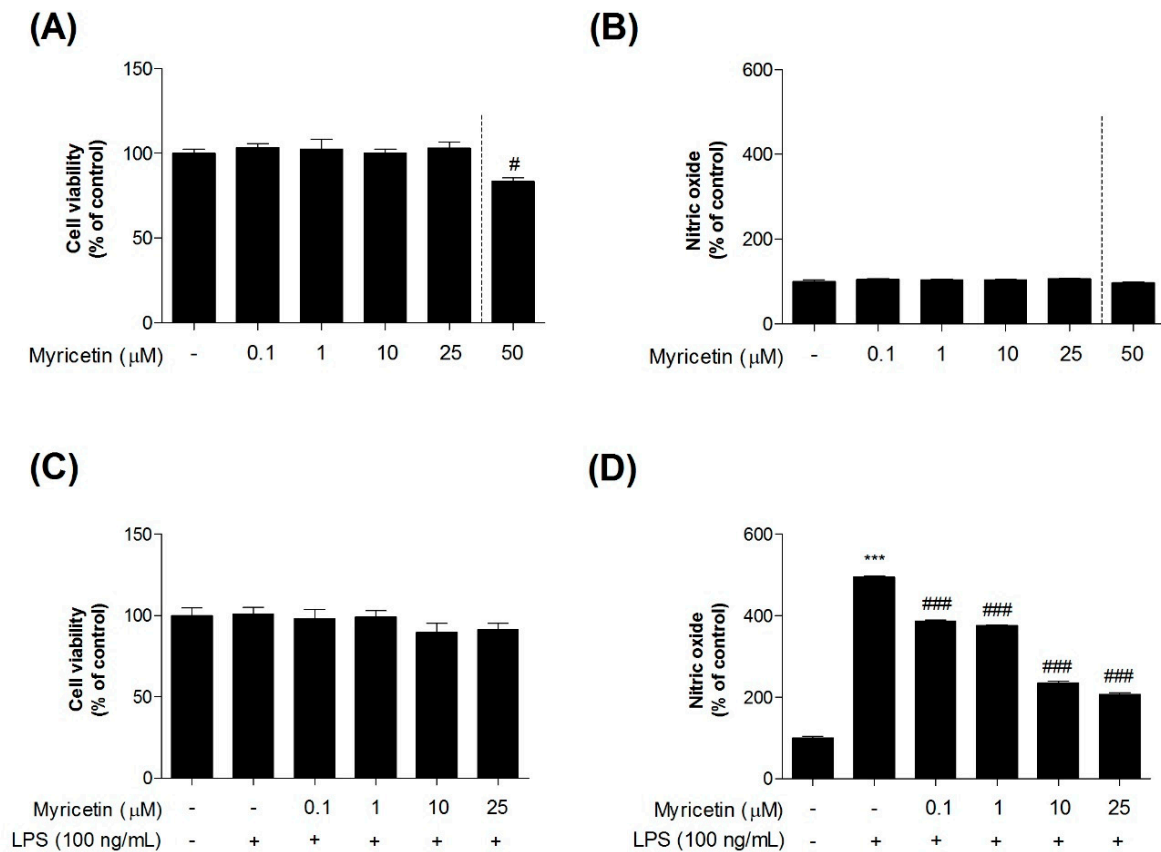 (A)
150
100
50
0
Cell viability
(% of control)
#
Myricetin (μM) - 0.1 1 10 25 50
(B)
600
400
200
0
Nitric oxide
(% of control)
Myricetin (μM) - 0.1 1 10 25 50
(C)
150
100
50
0
Cell viability
(% of control)
Myricetin (μM) - - 0.1 1 10 25
LPS (100 ng/mL) - + + + + +
(D)
600
400
200
0
Nitric oxide
(% of control)
*** ### ### ### ###
Myricetin (μM) - - 0.1 1 10 25
LPS (100 ng/mL) - + + + + +